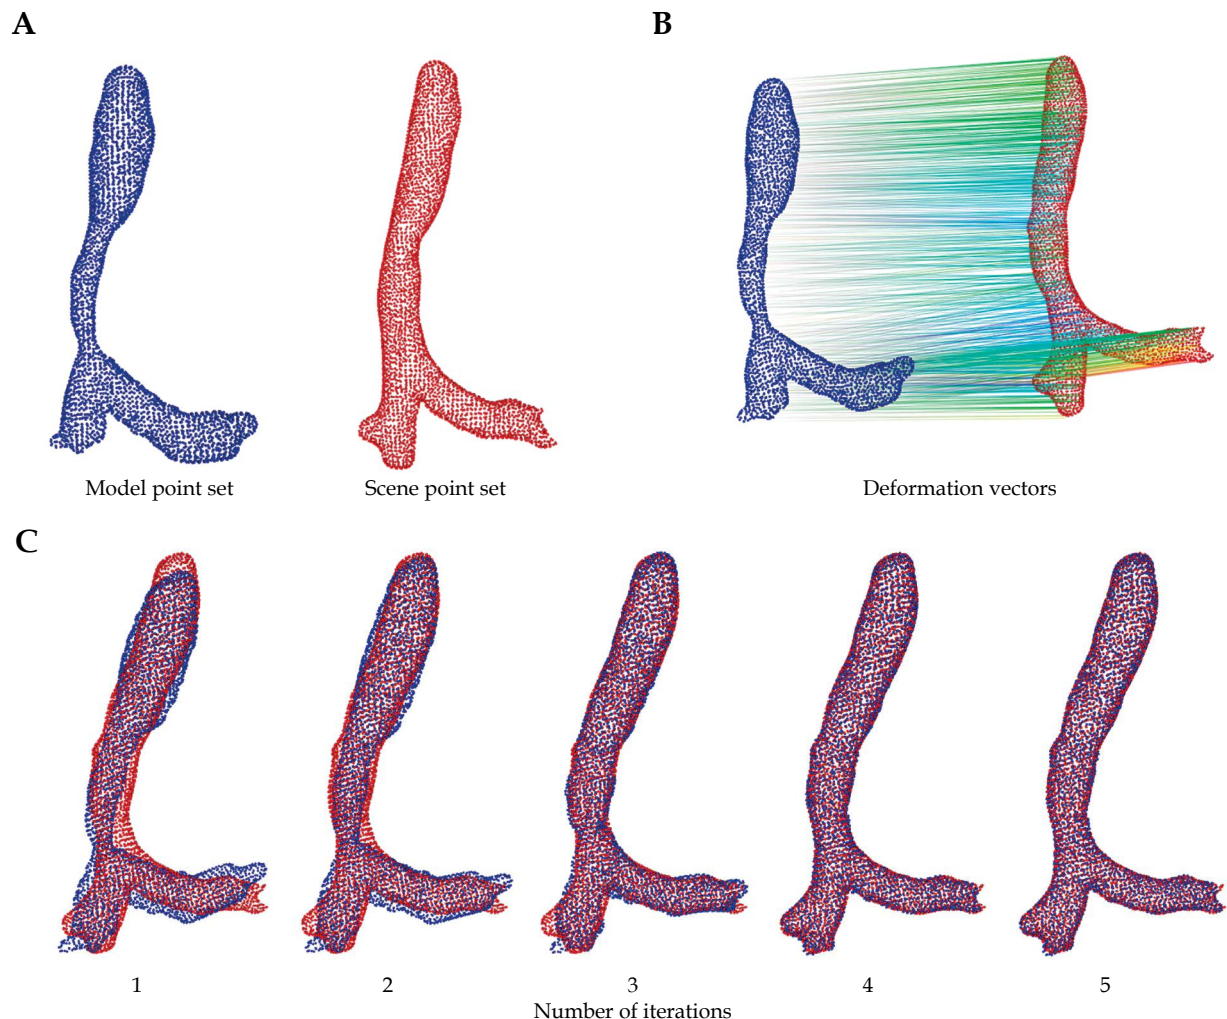 A
B
Model point set
Scene point set
Deformation vectors
C
1
2
3
4
5
Number of iterations